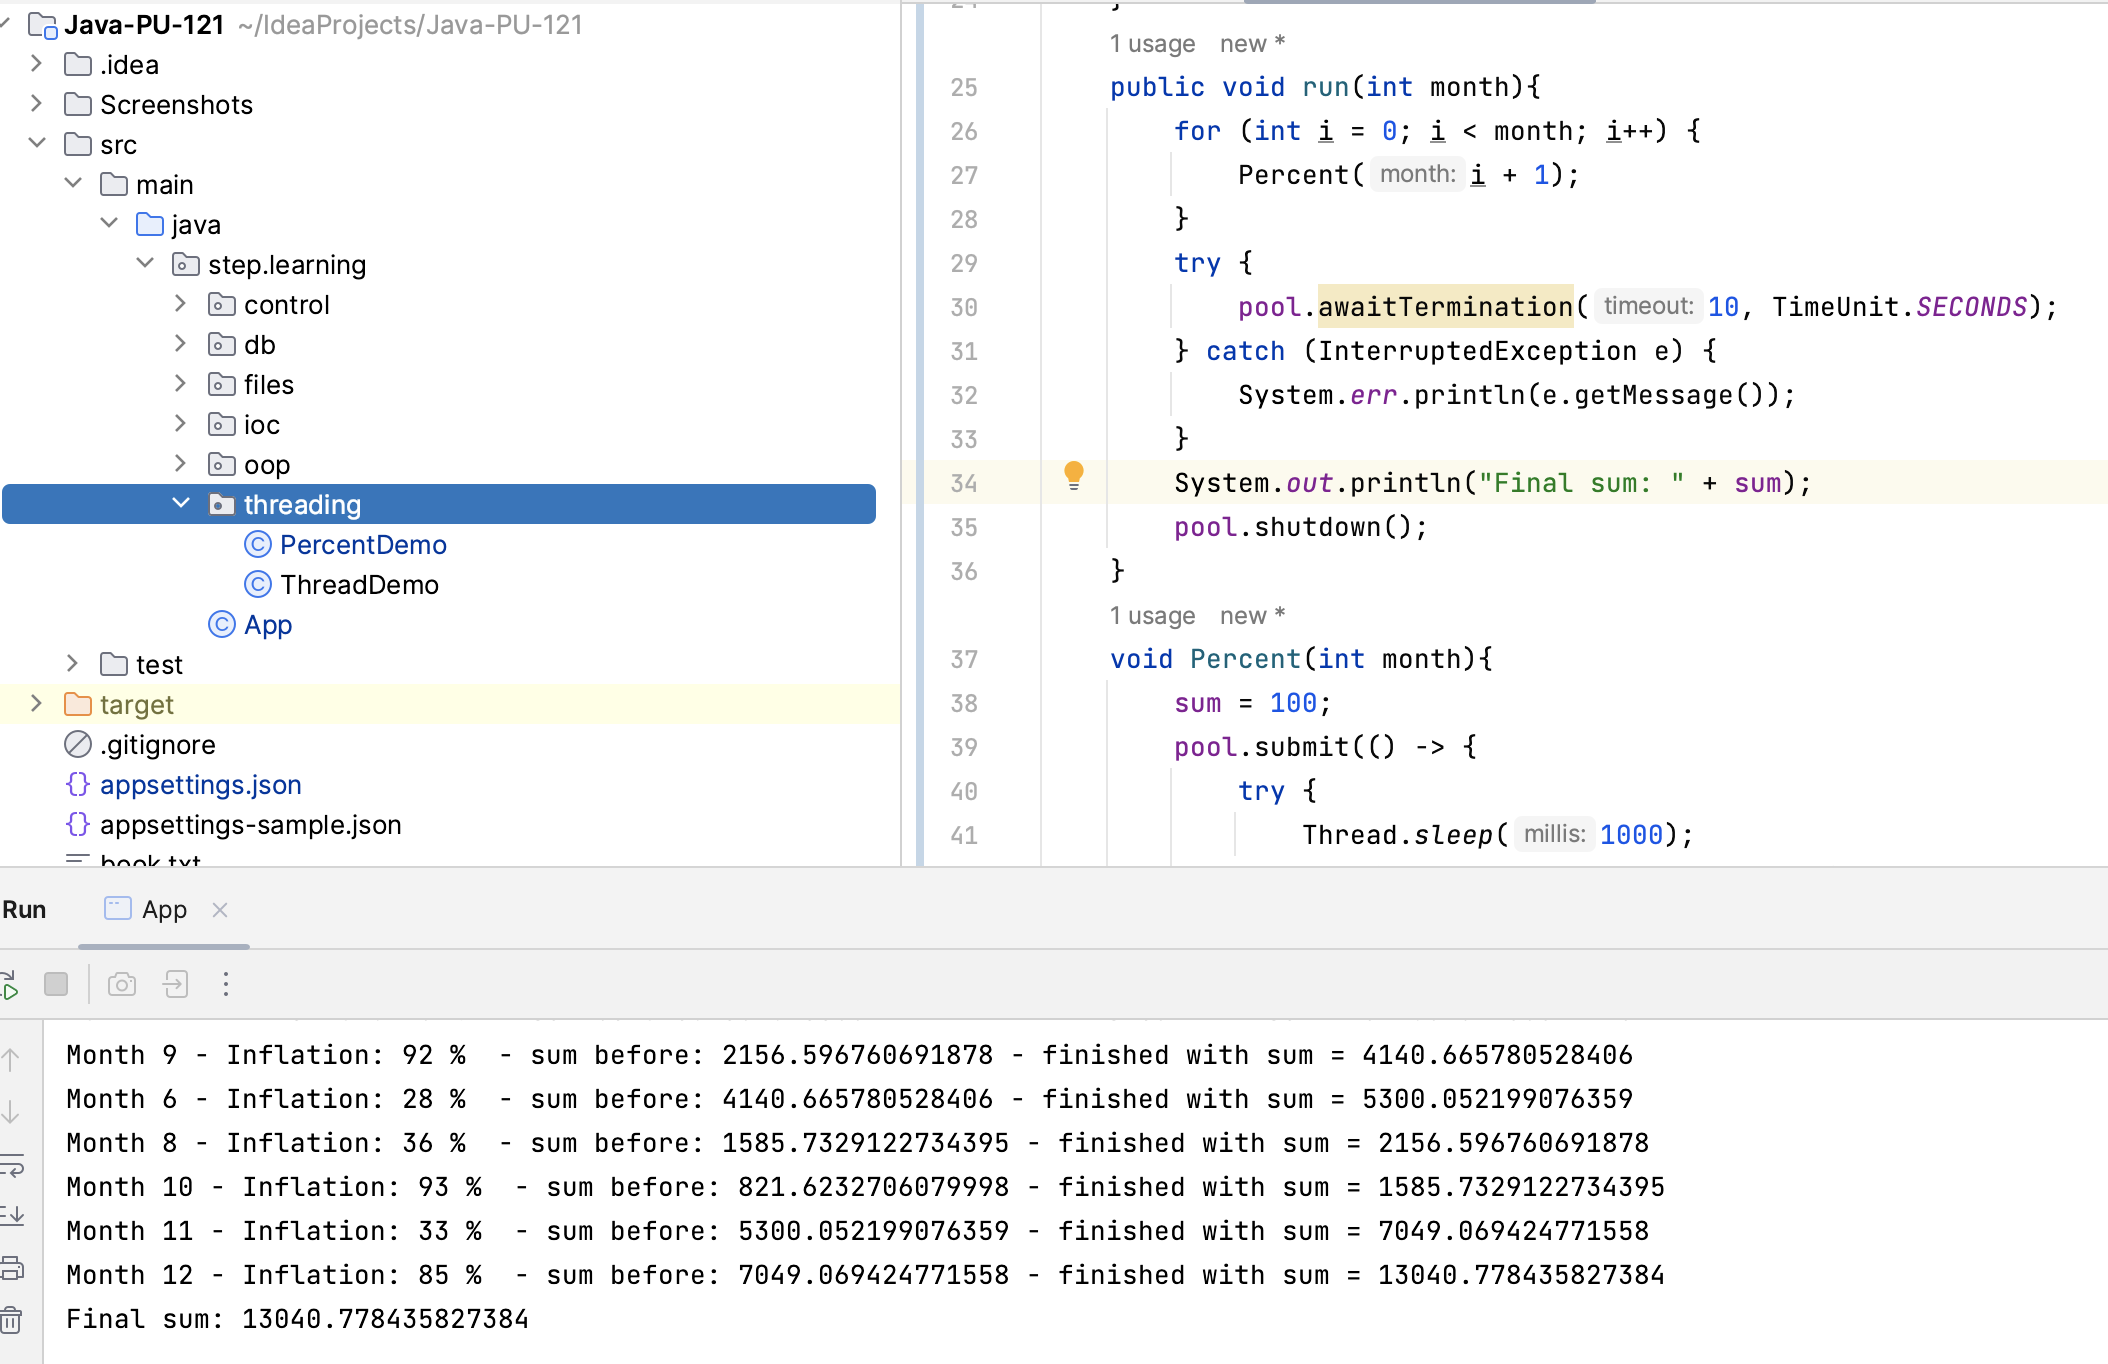 Java-PU-121 ~/IdeaProjects/Java-PU-121
.idea
Screenshots
src
main
java
step.learning
control
db
files
ioc
oop
threading
PercentDemo
ThreadDemo
App
test
target
.gitignore
appsettings.json
appsettings-sample.json
book.txt
24 }
1 usage new *
25 public void run(int month){
26 for (int i = 0; i < month; i++) {
27 Percent( month: i + 1);
28 }
29 try {
30 pool.awaitTermination( timeout: 10, TimeUnit.SECONDS);
31 } catch (InterruptedException e) {
32 System.err.println(e.getMessage());
33 }
34 System.out.println("Final sum: " + sum);
35 pool.shutdown();
36 }
1 usage new *
37 void Percent(int month){
38 sum = 100;
39 pool.submit(() -> {
40 try {
41 Thread.sleep( millis: 1000);
Run App
Month 9 - Inflation: 92 %  - sum before: 2156.596760691878 - finished with sum = 4140.665780528406
Month 6 - Inflation: 28 %  - sum before: 4140.665780528406 - finished with sum = 5300.052199076359
Month 8 - Inflation: 36 %  - sum before: 1585.7329122734395 - finished with sum = 2156.596760691878
Month 10 - Inflation: 93 %  - sum before: 821.6232706079998 - finished with sum = 1585.7329122734395
Month 11 - Inflation: 33 %  - sum before: 5300.052199076359 - finished with sum = 7049.069424771558
Month 12 - Inflation: 85 %  - sum before: 7049.069424771558 - finished with sum = 13040.778435827384
Final sum: 13040.778435827384